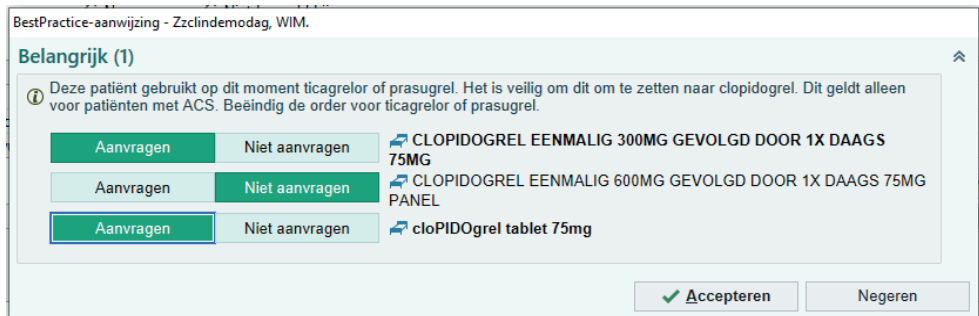 BestPractice-aanwijzing - Zzclindemodag, WIM.
Belangrijk (1)
Deze patiënt gebruikt op dit moment ticagrelor of prasugrel. Het is veilig om dit om te zetten naar clopidogrel. Dit geldt alleen
voor patiënten met ACS. Beëindig de order voor ticagrelor of prasugrel.
Aanvragen Niet aanvragen CLOPIDOGREL EENMALIG 300MG GEVOLGD DOOR 1X DAAGS
75MG
Aanvragen Niet aanvragen CLOPIDOGREL EENMALIG 600MG GEVOLGD DOOR 1X DAAGS 75MG
PANEL
Aanvragen Niet aanvragen cloPIDOgrel tablet 75mg
Accepteren Negeren